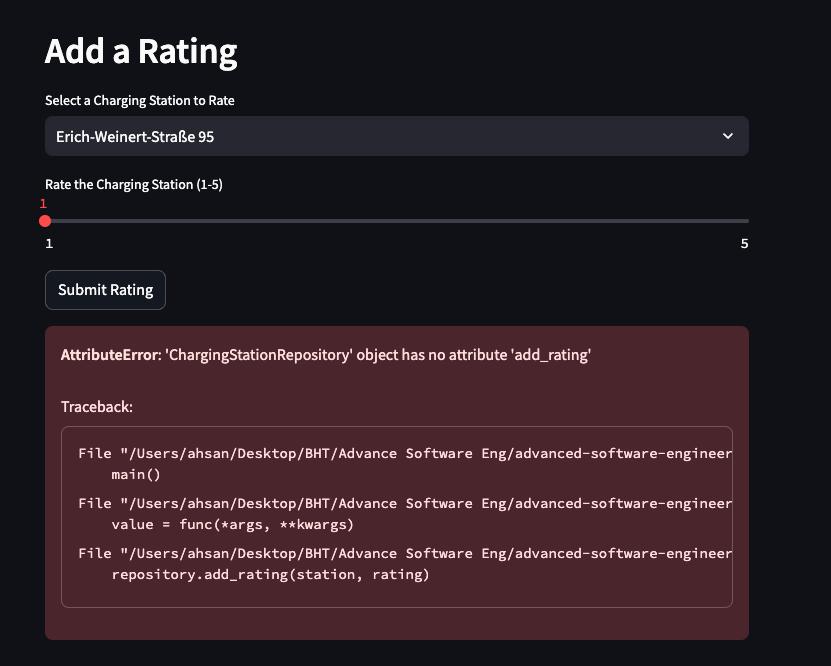 Add a Rating
Select a Charging Station to Rate
Erich-Weinert-Straße 95
Rate the Charging Station (1-5)
1
1 5
Submit Rating
AttributeError: 'ChargingStationRepository' object has no attribute 'add_rating'
Traceback:
File "/Users/ahsan/Desktop/BHT/Advance Software Eng/advanced-software-engineer
main()
File "/Users/ahsan/Desktop/BHT/Advance Software Eng/advanced-software-engineer
value = func(*args, **kwargs)
File "/Users/ahsan/Desktop/BHT/Advance Software Eng/advanced-software-engineer
repository.add_rating(station, rating)